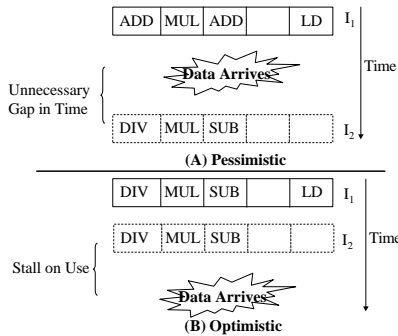 ADD MUL ADD LD I1
Time
Data Arrives
Unnecessary
Gap in Time
DIV MUL SUB I2
(A) Pessimistic
DIV MUL SUB LD I1
DIV MUL SUB I2
Time
Stall on Use
Data Arrives
(B) Optimistic